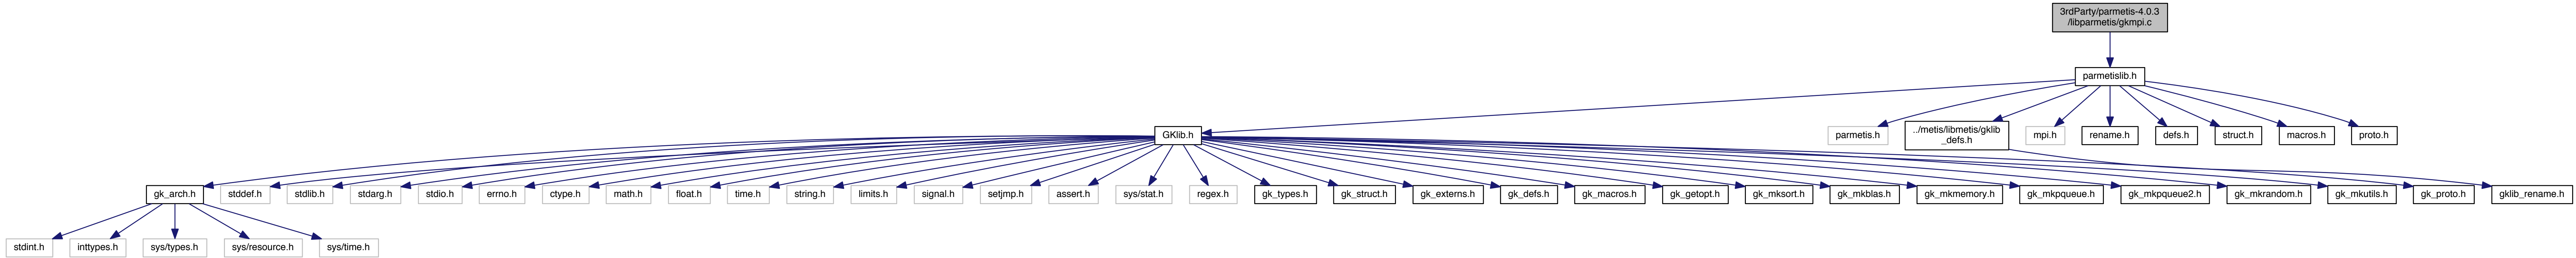 3rdParty/parmetis-4.0.3
/libparmetis/gkmpi.c
parmetislib.h
GKlib.h
parmetis.h
../metis/libmetis/gklib
_defs.h
mpi.h
rename.h
defs.h
struct.h
macros.h
proto.h
gk_arch.h
stddef.h
stdlib.h
stdarg.h
stdio.h
errno.h
ctype.h
math.h
float.h
time.h
string.h
limits.h
signal.h
setjmp.h
assert.h
sys/stat.h
regex.h
gk_types.h
gk_struct.h
gk_externs.h
gk_defs.h
gk_macros.h
gk_getopt.h
gk_mksort.h
gk_mkblas.h
gk_mkmemory.h
gk_mkpqueue.h
gk_mkpqueue2.h
gk_mkrandom.h
gk_mkutils.h
gk_proto.h
gklib_rename.h
stdint.h
inttypes.h
sys/types.h
sys/resource.h
sys/time.h